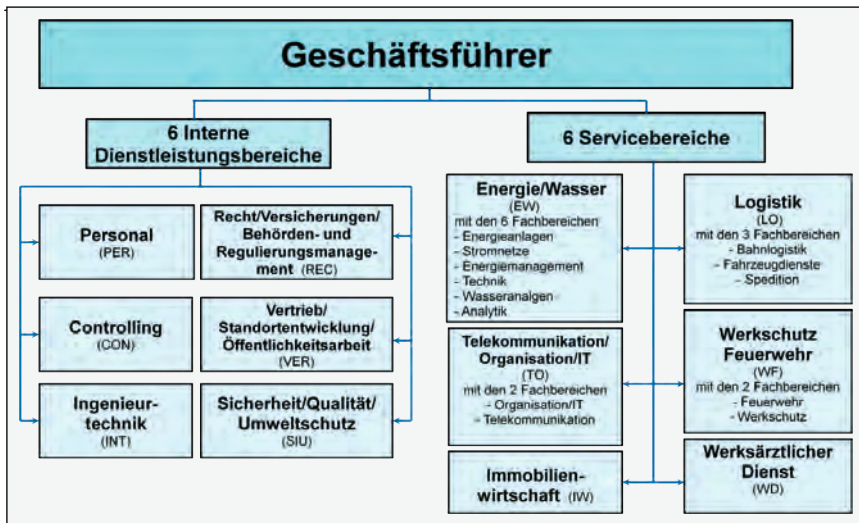 Geschäftsführer
6 Interne
Dienstleistungsbereiche
6 Servicebereiche
Personal
(PER)
Recht/Versicherungen/
Behörden- und
Regulierungsmanage-
ment (REC)
Controlling
(CON)
Vertrieb/
Standortentwicklung/
Öffentlichkeitsarbeit
(VER)
Ingenieur-
technik
(INT)
Sicherheit/Qualität/
Umweltschutz
(SIU)
Energie/Wasser
(EW)
mit den 6 Fachbereichen
- Energieanlagen
- Stromnetze
- Energiemanagement
- Technik
- Wasseranalgen
- Analytik
Logistik
(LO)
mit den 3 Fachbereichen
- Bahnlogistik
- Fahrzeugdienste
- Spedition
Telekommunikation/
Organisation/IT
(TO)
mit den 2 Fachbereichen
- Organisation/IT
- Telekommunikation
Werkschutz
Feuerwehr
(WF)
mit den 2 Fachbereichen
- Feuerwehr
- Werkschutz
Immobilien-
wirtschaft (IW)
Werksärztlicher
Dienst
(WD)